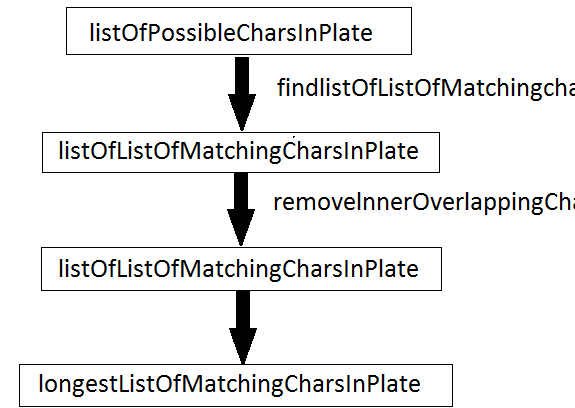 listOfPossibleCharsInPlate
findlistOfListOfMatchingcha
listOfListOfMatchingCharsInPlate
removeInnerOverlappingCha
listOfListOfMatchingCharsInPlate
longestListOfMatchingCharsInPlate